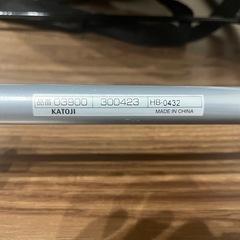 品番 03900 300423 HB-0432
KATOJI MADE IN CHINA